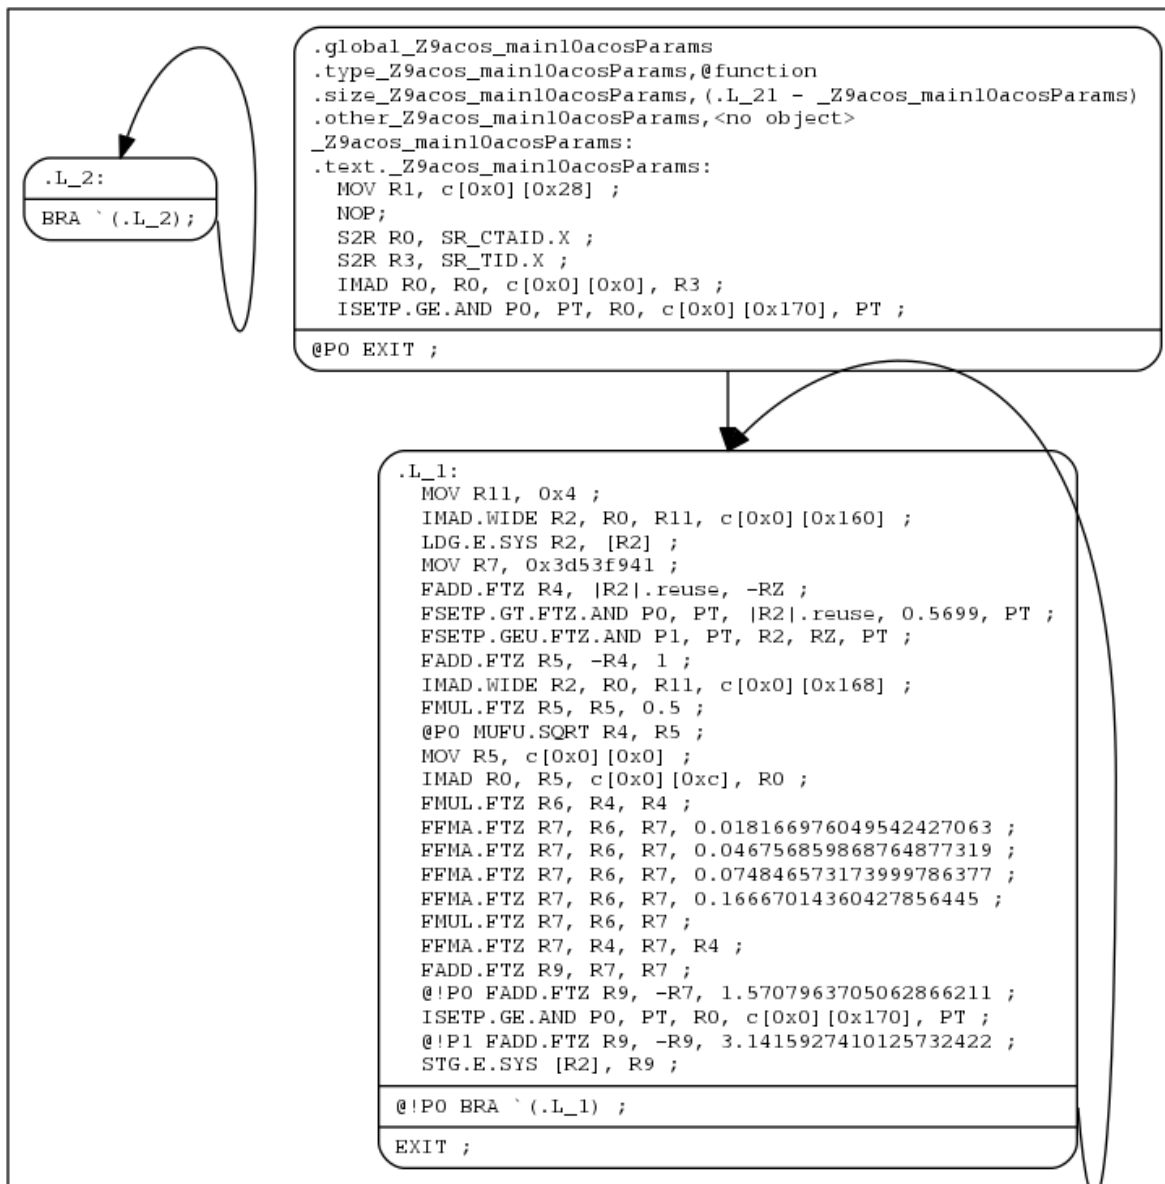 .L_2:
BRA `(.L_2);
.global_Z9acos_main10acosParams
.type_Z9acos_main10acosParams,@function
.size_Z9acos_main10acosParams,(.L_21 - _Z9acos_main10acosParams)
.other_Z9acos_main10acosParams,<no object>
_Z9acos_main10acosParams:
.text._Z9acos_main10acosParams:
MOV R1, c[0x0][0x28] ;
NOP;
S2R R0, SR_CTAID.X ;
S2R R3, SR_TID.X ;
IMAD R0, R0, c[0x0][0x0], R3 ;
ISETP.GE.AND P0, PT, R0, c[0x0][0x170], PT ;
@P0 EXIT ;
.L_1:
MOV R11, 0x4 ;
IMAD.WIDE R2, R0, R11, c[0x0][0x160] ;
LDG.E.SYS R2, [R2] ;
MOV R7, 0x3d53f941 ;
FADD.FTZ R4, |R2|.reuse, -RZ ;
FSETP.GT.FTZ.AND P0, PT, |R2|.reuse, 0.5699, PT ;
FSETP.GEU.FTZ.AND P1, PT, R2, RZ, PT ;
FADD.FTZ R5, -R4, 1 ;
IMAD.WIDE R2, R0, R11, c[0x0][0x168] ;
FMUL.FTZ R5, R5, 0.5 ;
@P0 MUFU.SQRT R4, R5 ;
MOV R5, c[0x0][0x0] ;
IMAD R0, R5, c[0x0][0xc], R0 ;
FMUL.FTZ R6, R4, R4 ;
FFMA.FTZ R7, R6, R7, 0.018166976049542427063 ;
FFMA.FTZ R7, R6, R7, 0.046756859868764877319 ;
FFMA.FTZ R7, R6, R7, 0.074846573173999786377 ;
FFMA.FTZ R7, R6, R7, 0.16667014360427856445 ;
FMUL.FTZ R7, R6, R7 ;
FFMA.FTZ R7, R4, R7, R4 ;
FADD.FTZ R9, R7, R7 ;
@!P0 FADD.FTZ R9, -R7, 1.5707963705062866211 ;
ISETP.GE.AND P0, PT, R0, c[0x0][0x170], PT ;
@!P1 FADD.FTZ R9, -R9, 3.1415927410125732422 ;
STG.E.SYS [R2], R9 ;
@!P0 BRA `(.L_1) ;
EXIT ;